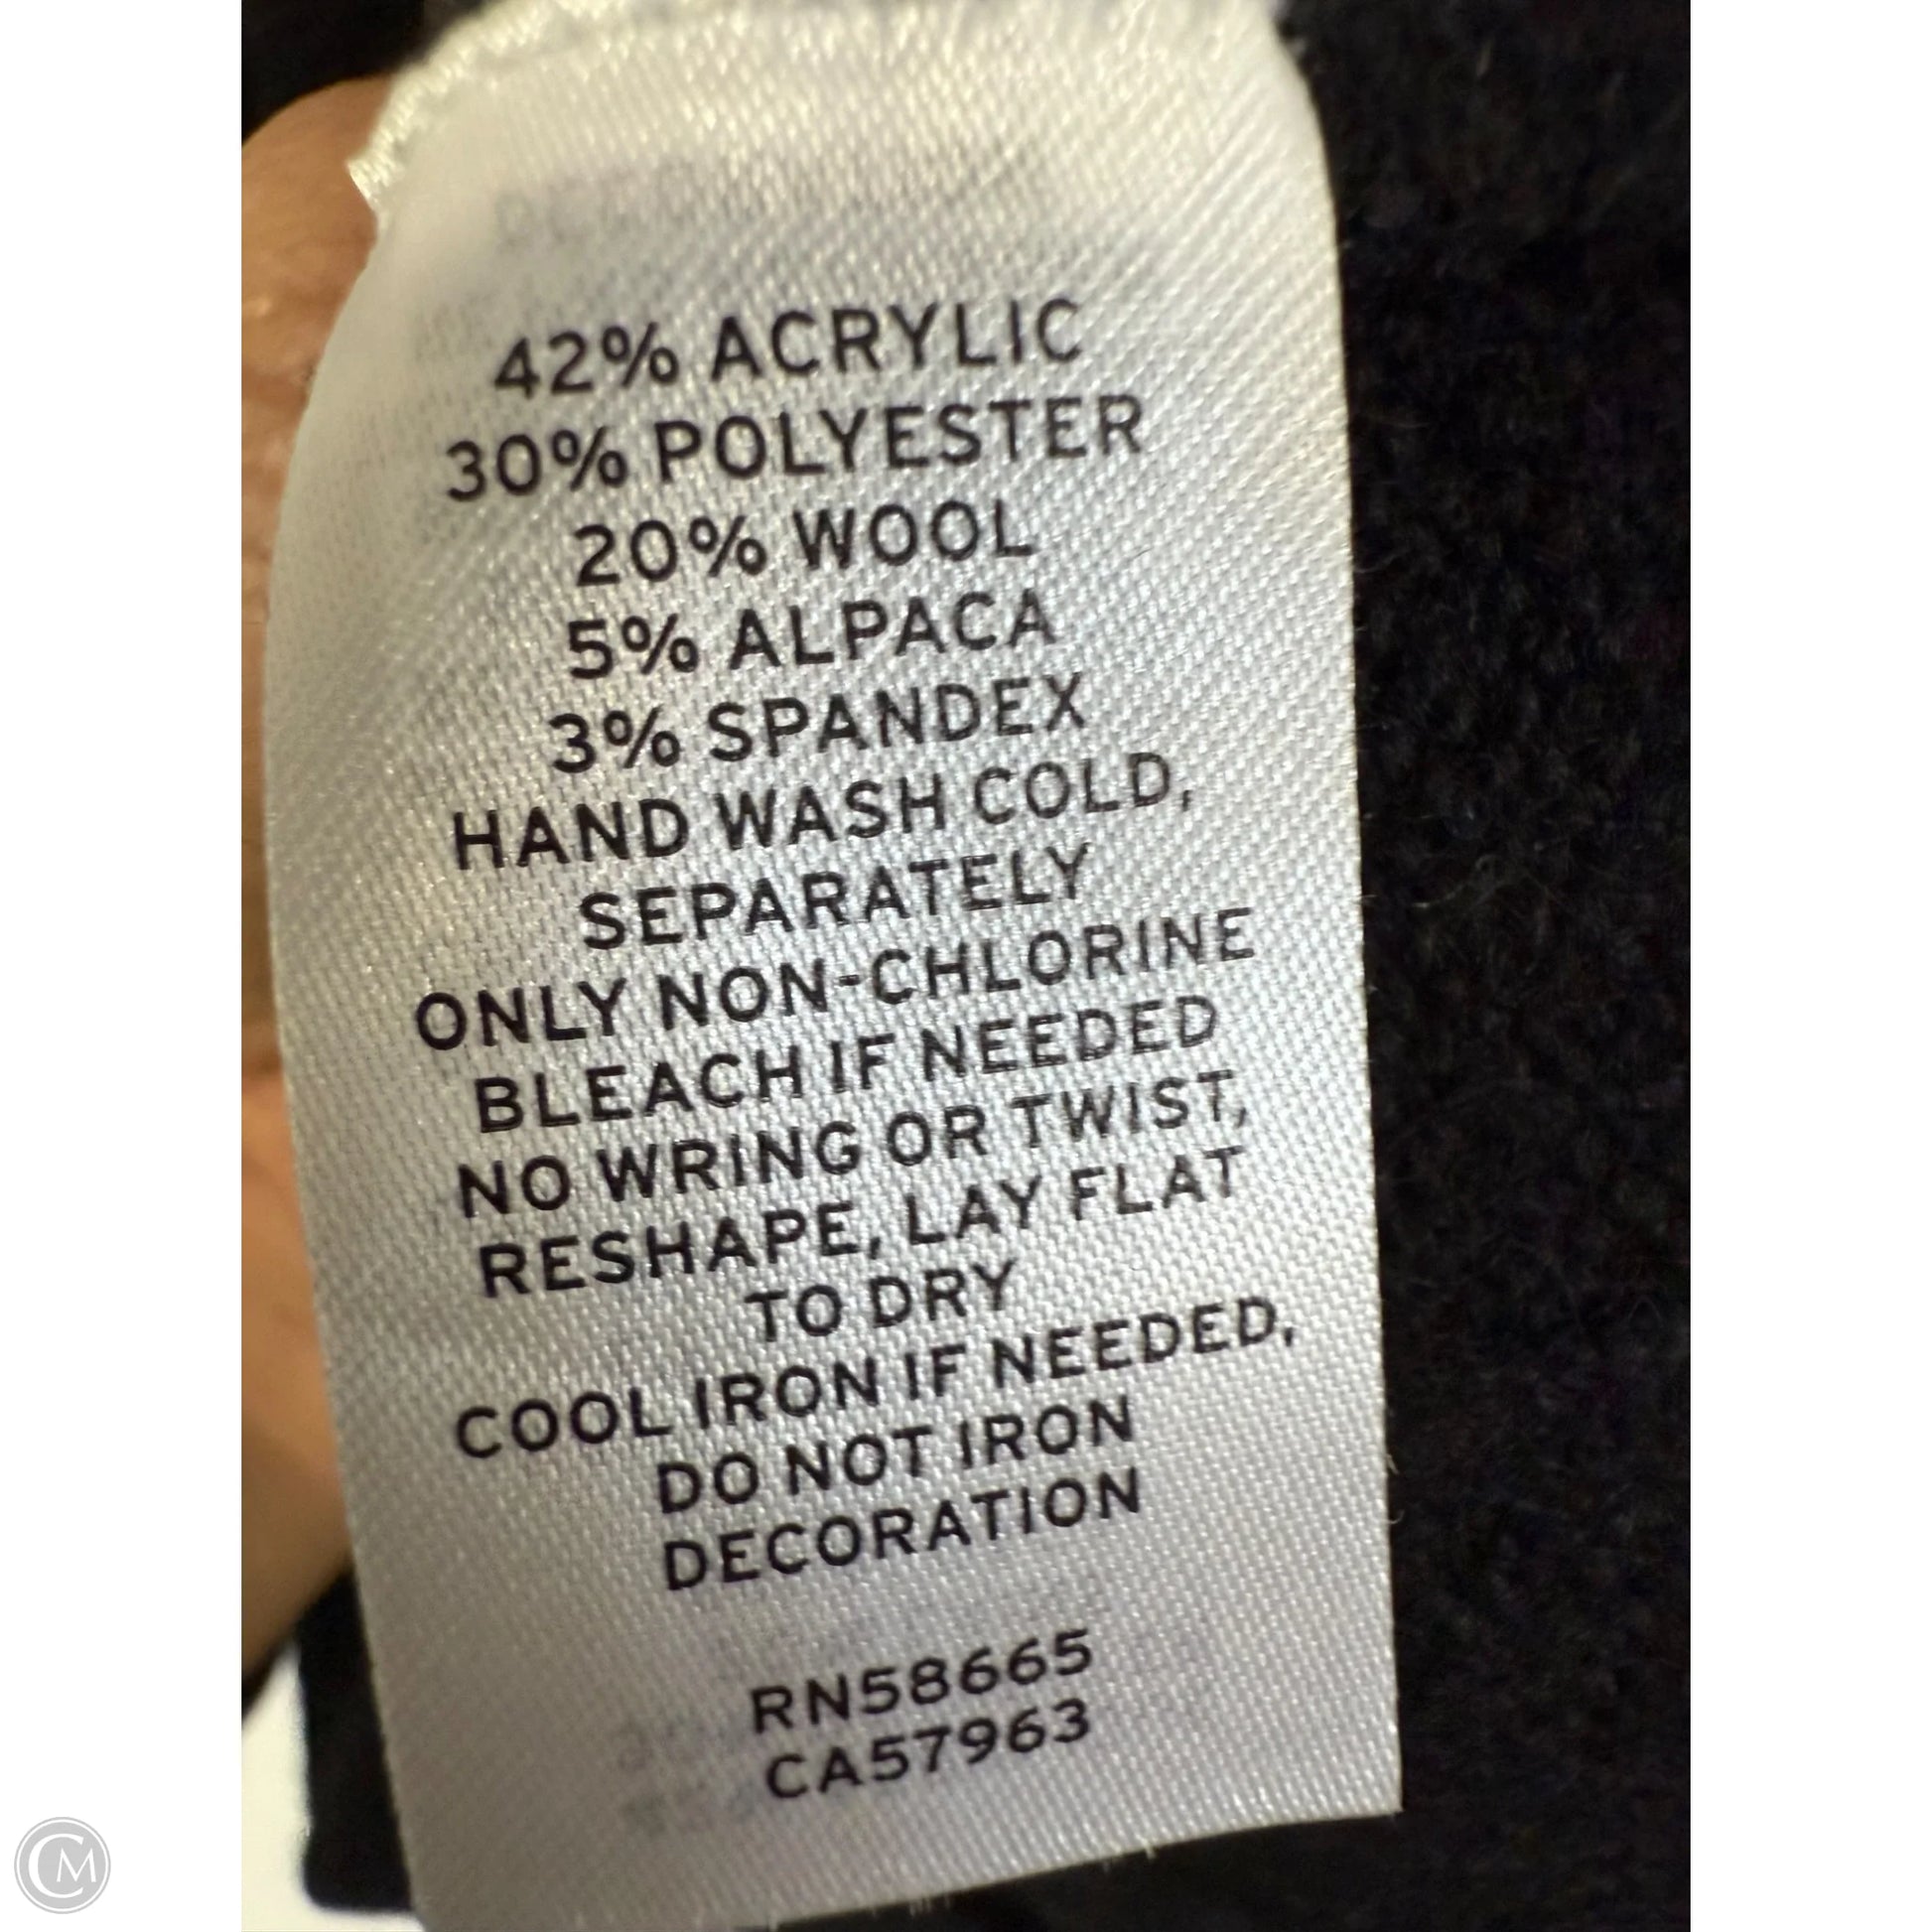 42% ACRYLIC
30% POLYESTER
20% WOOL
5% ALPACA
3% SPANDEX
HAND WASH COLD,
SEPARATELY
ONLY NON-CHLORINE
BLEACH IF NEEDED
NO WRING OR TWIST,
RESHAPE, LAY FLAT
TO DRY
COOL IRON IF NEEDED,
DO NOT IRON
DECORATION
RN58665
CA57963
CM